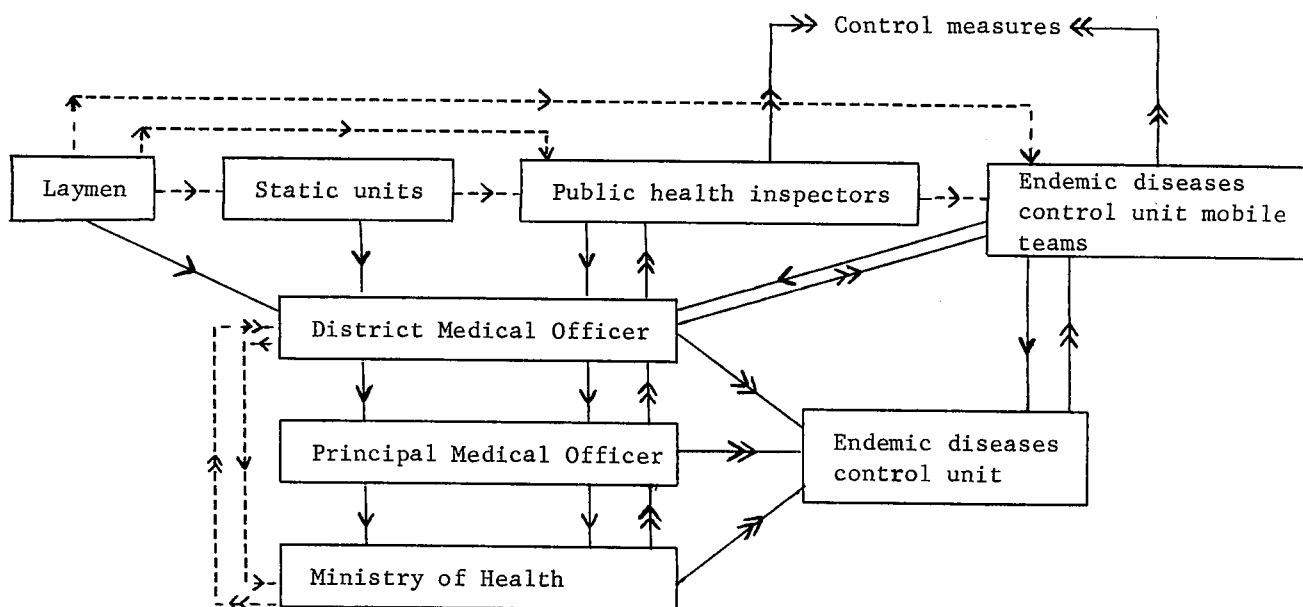 Control measures
Laymen
Static units
Public health inspectors
Endemic diseases
control unit mobile
teams
District Medical Officer
Principal Medical Officer
Endemic diseases
control unit
Ministry of Health